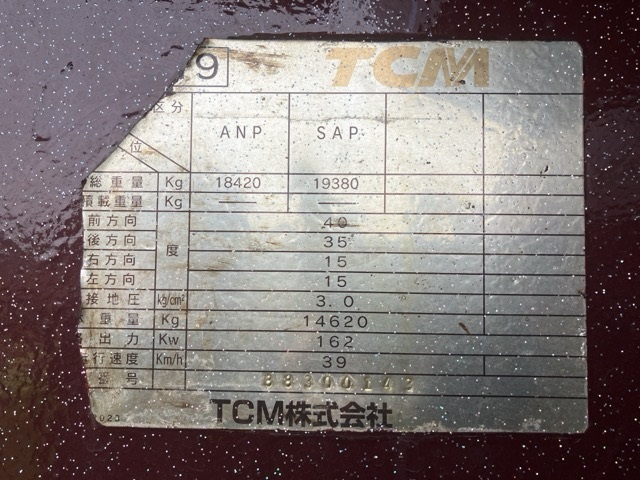 9 TCM
区分 ANP SAP
位
総重量 Kg 18420 19380
積載重量 Kg — —
前方向 度 40
後方向 35
右方向 15
左方向 15
接地圧 kg/cm² 3.0
重量 Kg 14620
出力 Kw 162
行速度 Km/h 39
番号 88300142
TCM株式会社
020